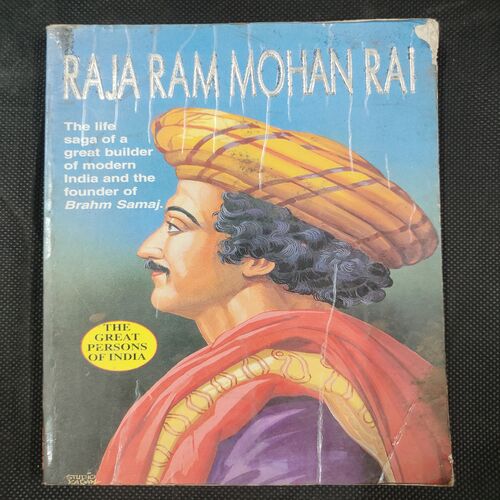 RAJA RAM MOHAN RAI
The life
saga of a
great builder
of modern
India and the
founder of
Brahm Samaj.
THE
GREAT
PERSONS
OF INDIA
STUDIO